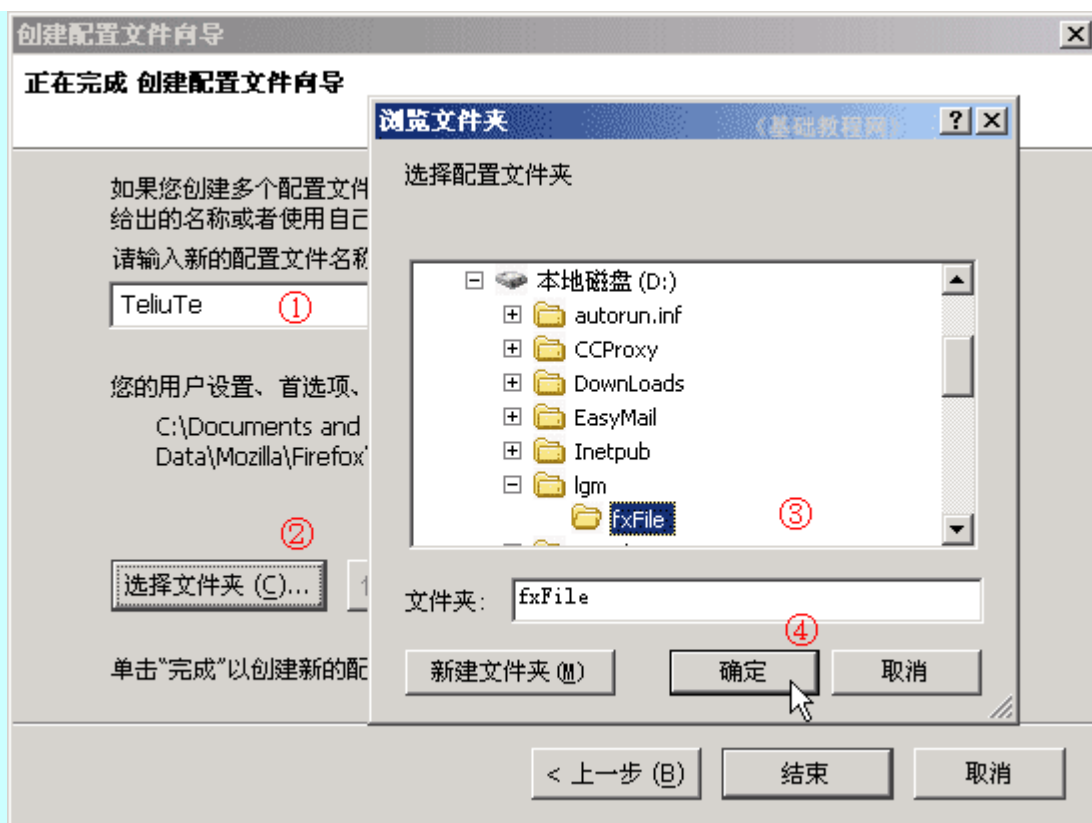 创建配置文件向导
正在完成 创建配置文件向导
浏览文件夹
《基础教程网》
选择配置文件夹
如果您创建多个配置文件
给出的名称或者使用自己
请输入新的配置文件名称
TeliuTe ①
您的用户设置、首选项、
C:\Documents and
Data\Mozilla\Firefox
②
选择文件夹 (C)...
单击“完成”以创建新的配
本地磁盘 (D:)
autorun.inf
CCProxy
DownLoads
EasyMail
Inetpub
lgm
fxFile ③
文件夹: fxFile
④
新建文件夹(M) 确定 取消
< 上一步 (B) 结束 取消